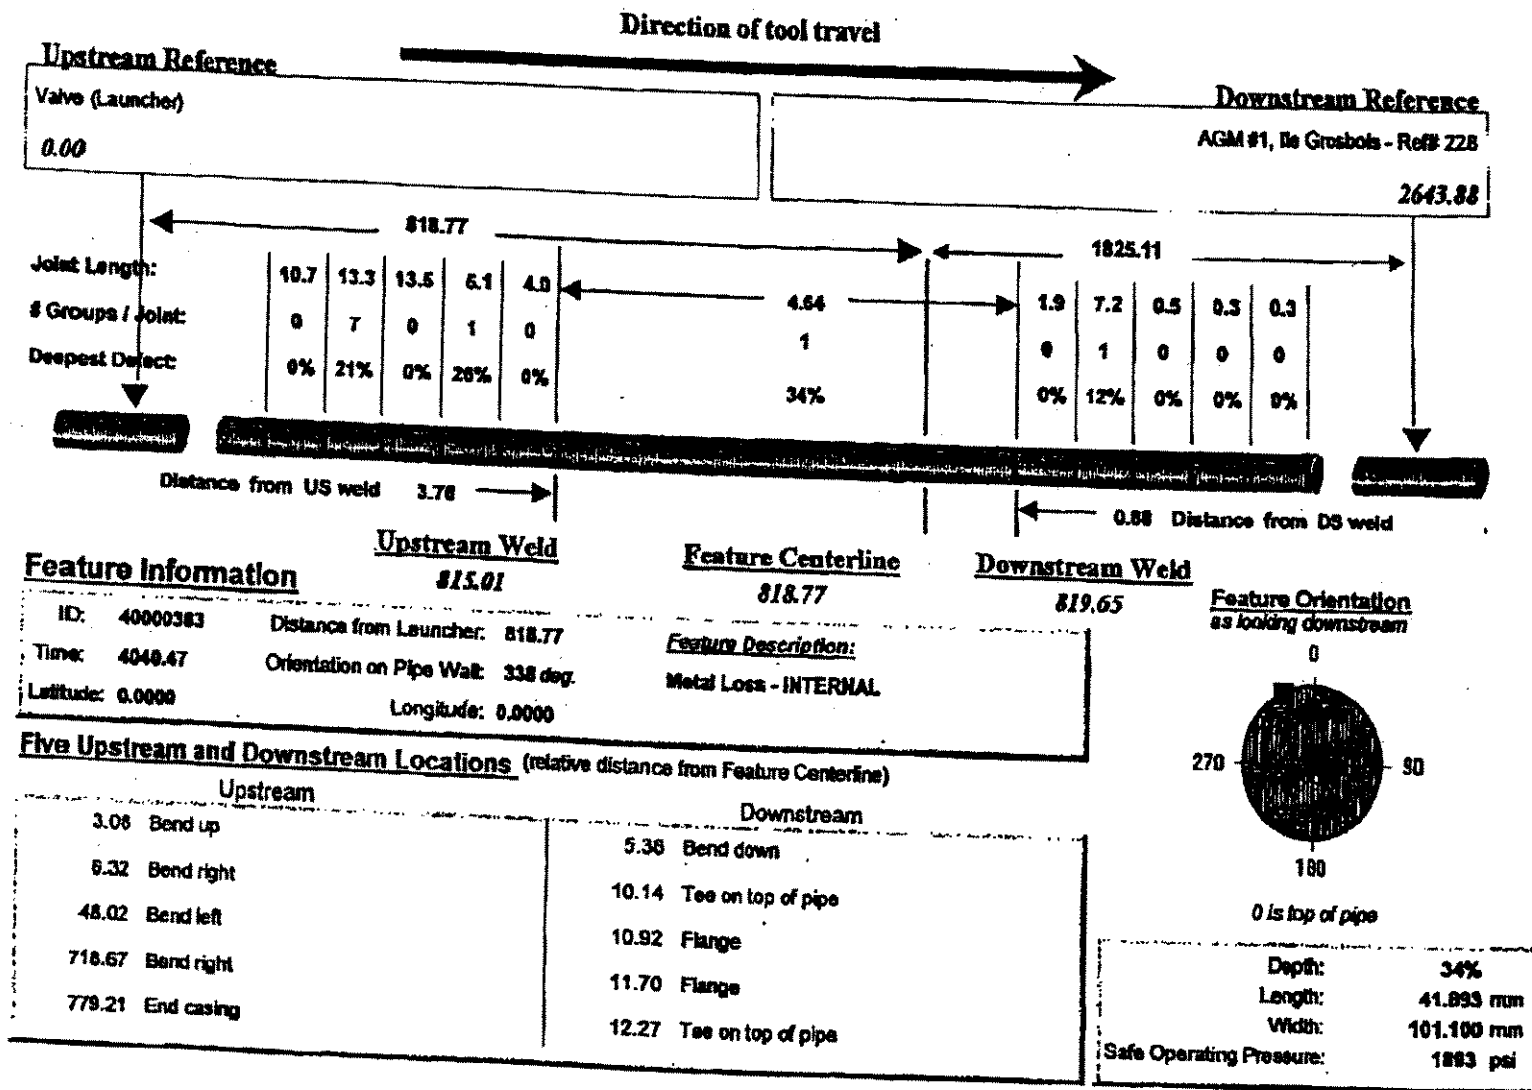 Direction of tool travel
Upstream Reference
Valve (Launcher)
0.00
Downstream Reference
AGM #1, Ile Grosbois - Ref# 228
2643.88
818.77
1825.11
Joint Length: 10.7 13.3 13.5 4.0 4.64 1.9 7.2 0.5 0.3 0.3
# Groups / Joint: 0 7 0 1 0 1 0 1 0 0 0
Deepest Defect: 0% 21% 0% 26% 0% 34% 0% 12% 0% 0% 0%
Distance from US weld 3.76
0.88 Distance from DS weld
Upstream Weld
815.01
Feature Centerline
818.77
Downstream Weld
819.65
Feature Information
ID: 40000383 Distance from Launcher: 818.77 Feature Description:
Time: 4040.47 Orientation on Pipe Wall: 338 deg. Metal Loss - INTERNAL
Latitude: 0.0000 Longitude: 0.0000
Feature Orientation
as looking downstream
0
270
90
180
0 is top of pipe
Five Upstream and Downstream Locations (relative distance from Feature Centerline)
Upstream
3.06 Bend up
Bend right
48.02 Bend left
718.67 Bend right
779.21 End casing
Downstream
5.36 Bend down
10.14 Tee on top of pipe
10.92 Flange
11.70 Flange
12.27 Tee on top of pipe
Depth: 34%
Length: 41.893 mm
Width: 101.100 mm
Safe Operating Pressure: psi